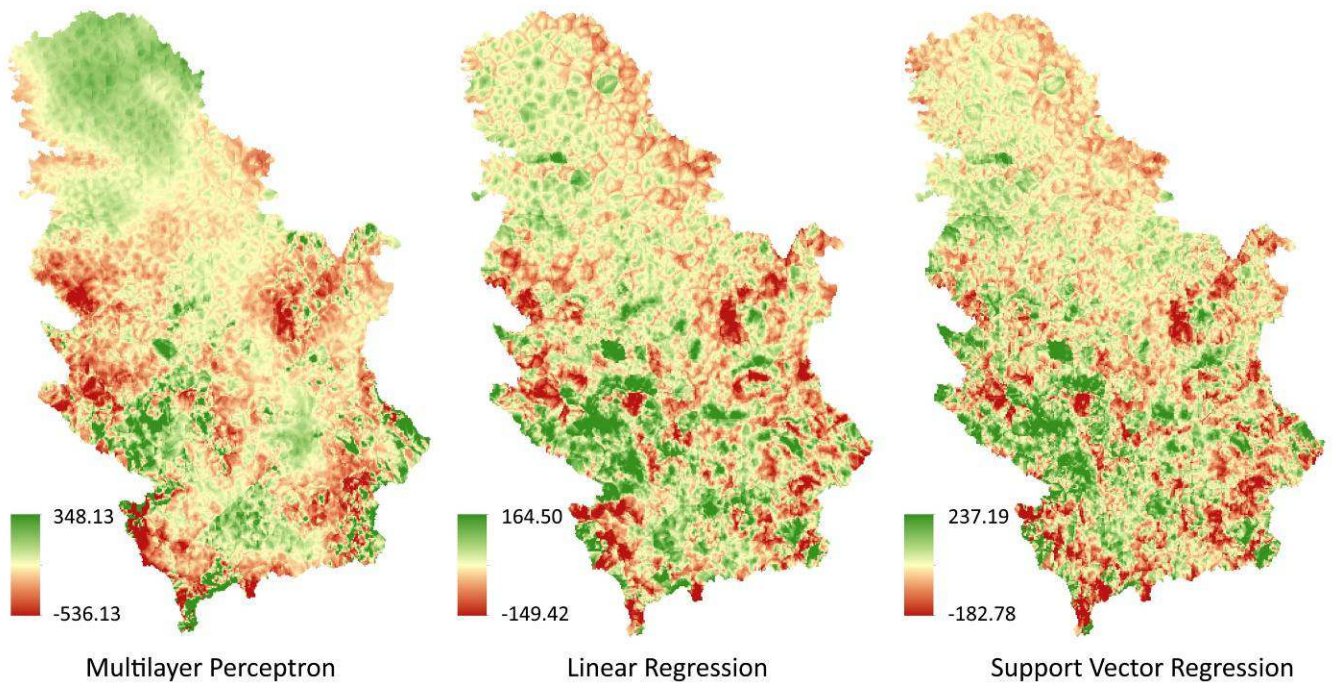 348.13
-536.13
Multilayer Perceptron
164.50
-149.42
Linear Regression
237.19
-182.78
Support Vector Regression